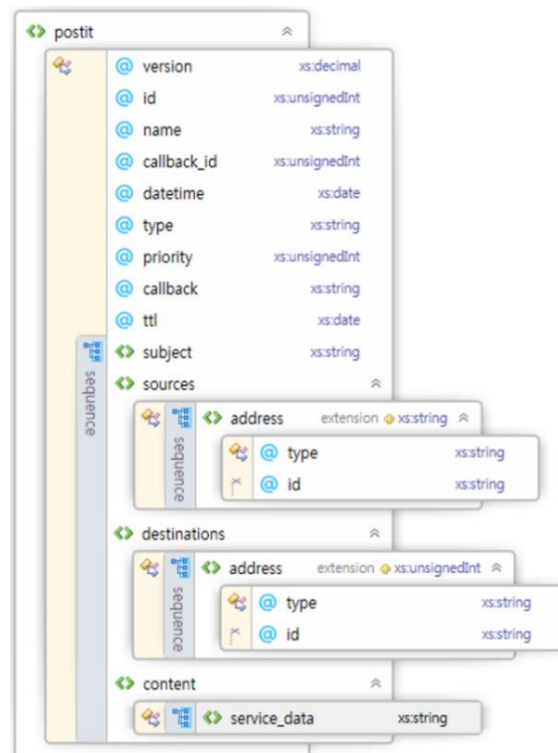 postit
version xs:decimal
id xs:unsignedInt
name xs:string
callback_id xs:unsignedInt
datetime xs:date
type xs:string
priority xs:unsignedInt
callback xs:string
ttl xs:date
sequence
subject xs:string
sources
sequence
address extension xs:string
type xs:string
id xs:string
destinations
sequence
address extension xs:unsignedInt
type xs:string
id xs:string
content
service_data xs:string